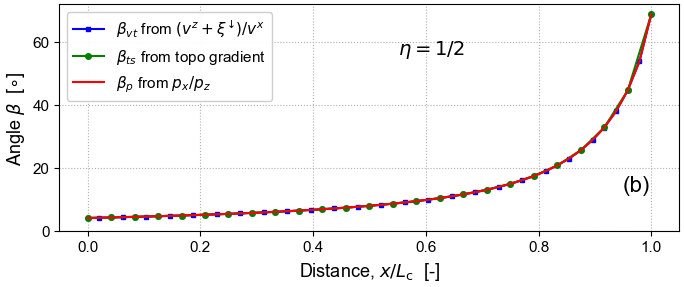 β_vt from (v^z + ξ^↓)/v^x
β_ts from topo gradient
β_p from p_x/p_z
η = 1/2
(b)
Angle β [∘]
60
40
20
0
0.0 0.2 0.4 0.6 0.8 1.0
Distance, x/L_c [-]